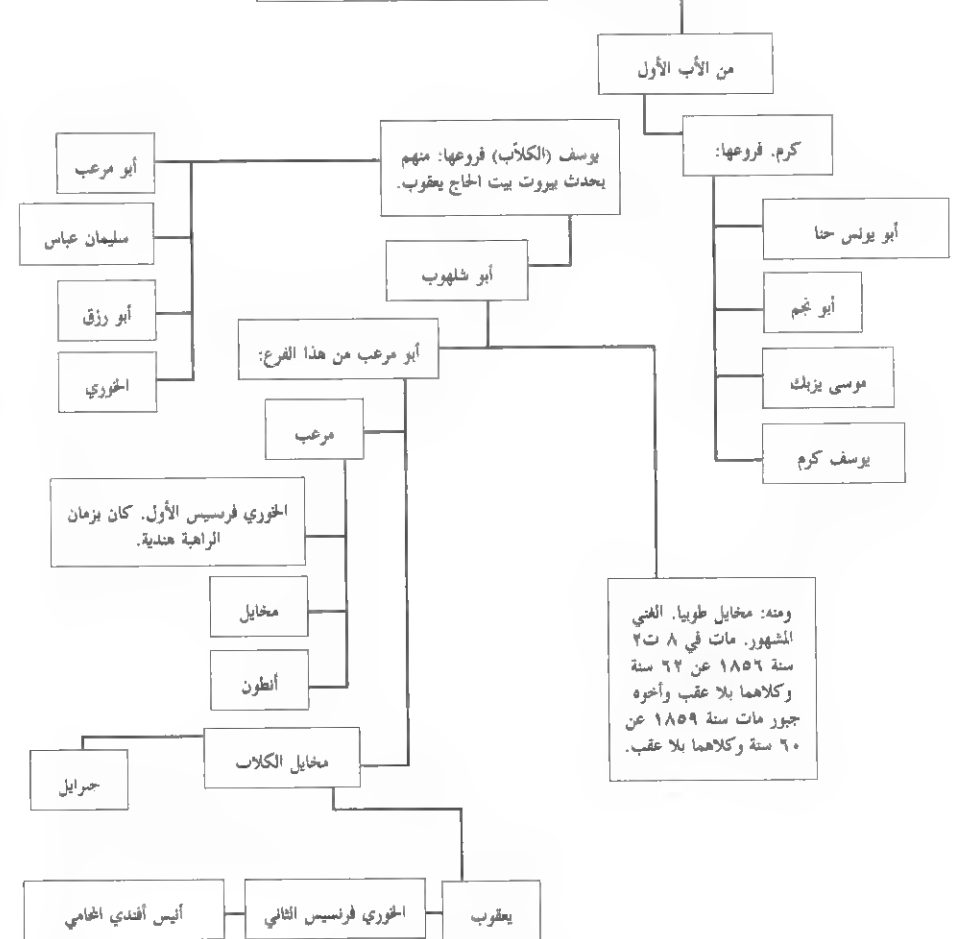 من الأب الأول
كرم. فروعها:
أبو يونس حنا
أبو نجم
موسى يزبك
يوسف كرم
يوسف (الكلاّب) فروعها: منهم
بحدث بيروت بيت الحاج يعقوب.
أبو مرعب
سليمان عباس
أبو رزق
الخوري
أبو شلهوب
أبو مرعب من هذا الفرع:
مرعب
الخوري فرسيس الأول. كان بزمان
الراهبة هندية.
مخايل
أنطون
ومنه: مخايل طوبيا. الغني
المشهور. مات في ٨ ت٢
سنة ١٨٥٦ عن ٦٢ سنة
وكلاهما بلا عقب وأخوه
جبور مات سنة ١٨٥٩ عن
٦٠ سنة وكلاهما بلا عقب.
مخايل الكلاب
جبرايل
يعقوب
الخوري فرنسيس الثاني
أنيس أفندي المحامي